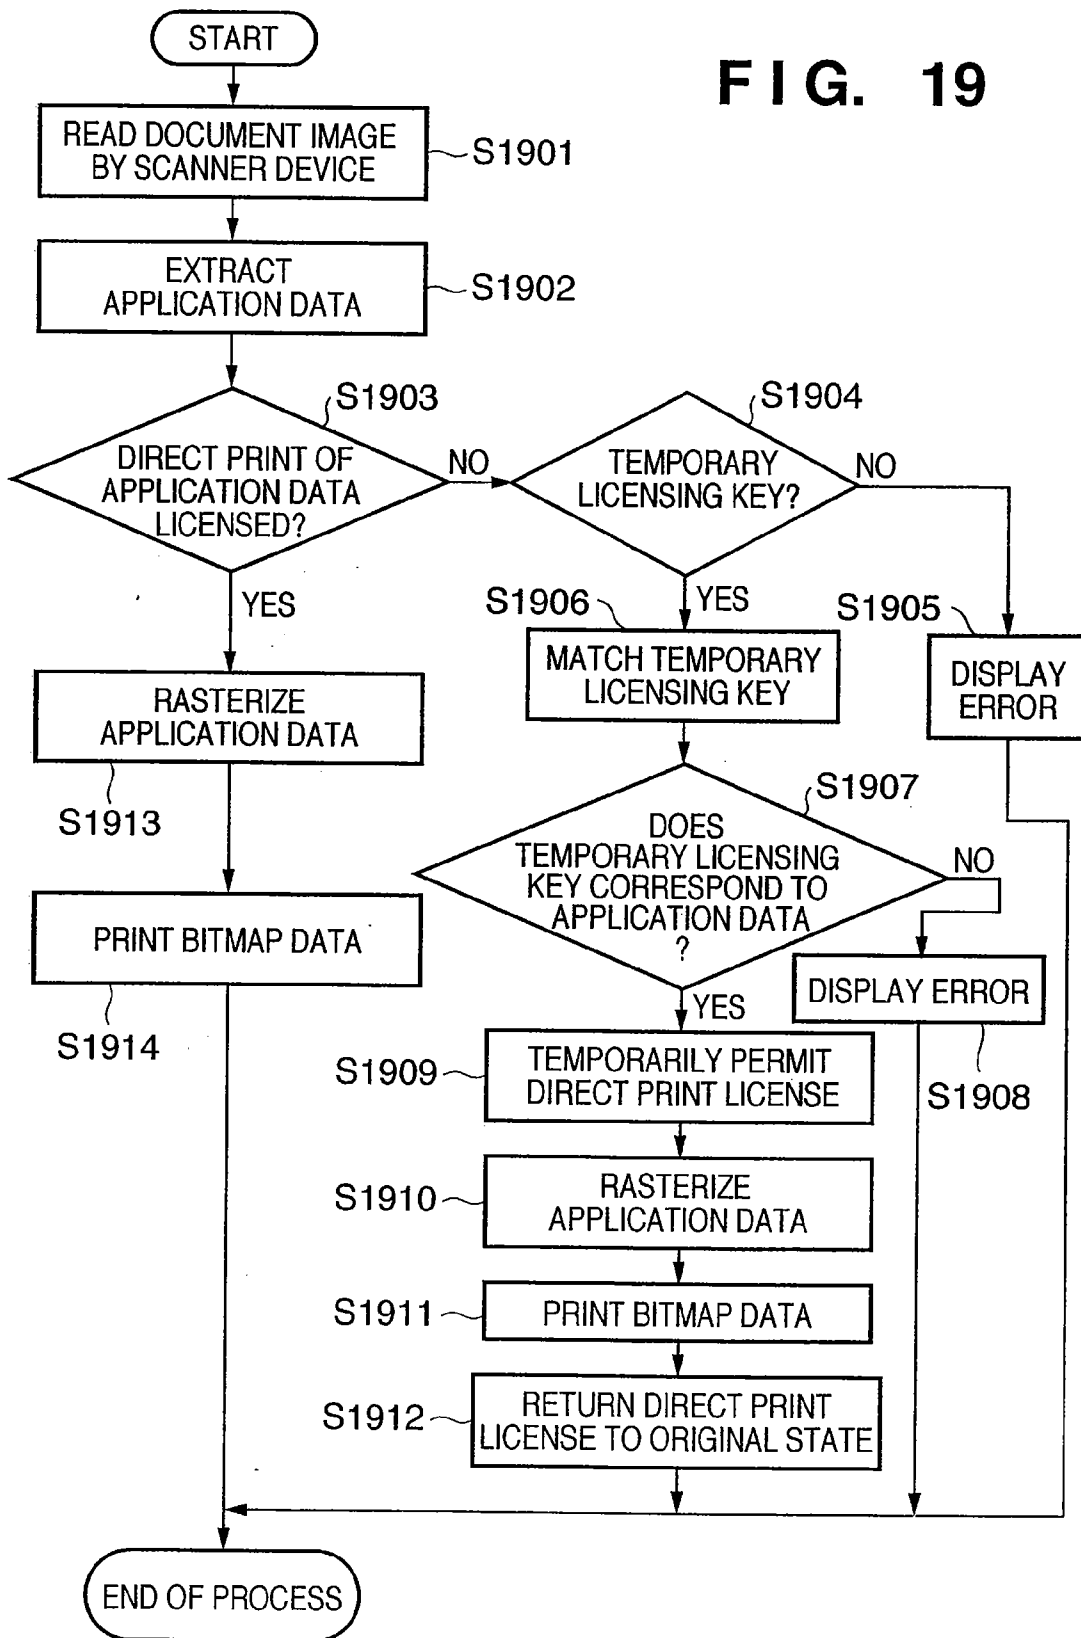 START
FIG. 19
READ DOCUMENT IMAGE
BY SCANNER DEVICE
S1901
EXTRACT
APPLICATION DATA
S1902
S1903
DIRECT PRINT OF
APPLICATION DATA
LICENSED?
NO
YES
S1904
TEMPORARY
LICENSING KEY?
NO
YES
S1905
DISPLAY
ERROR
S1906
MATCH TEMPORARY
LICENSING KEY
RASTERIZE
APPLICATION DATA
S1913
S1907
DOES
TEMPORARY LICENSING
KEY CORRESPOND TO
APPLICATION DATA
?
NO
YES
PRINT BITMAP DATA
S1914
DISPLAY ERROR
S1908
S1909
TEMPORARILY PERMIT
DIRECT PRINT LICENSE
S1910
RASTERIZE
APPLICATION DATA
S1911
PRINT BITMAP DATA
S1912
RETURN DIRECT PRINT
LICENSE TO ORIGINAL STATE
END OF PROCESS